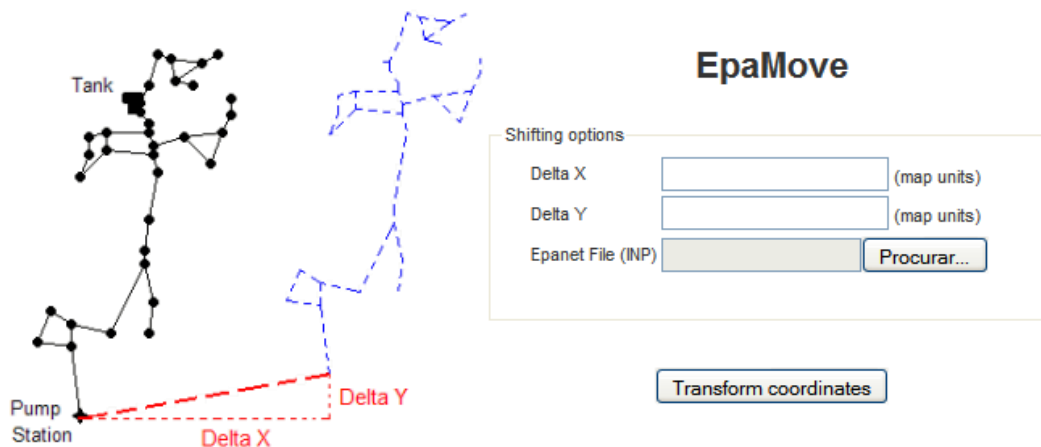 Tank
Pump
Station
Delta X
Delta Y
EpaMove
Shifting options
Delta X (map units)
Delta Y (map units)
Epanet File (INP) Procurar...
Transform coordinates